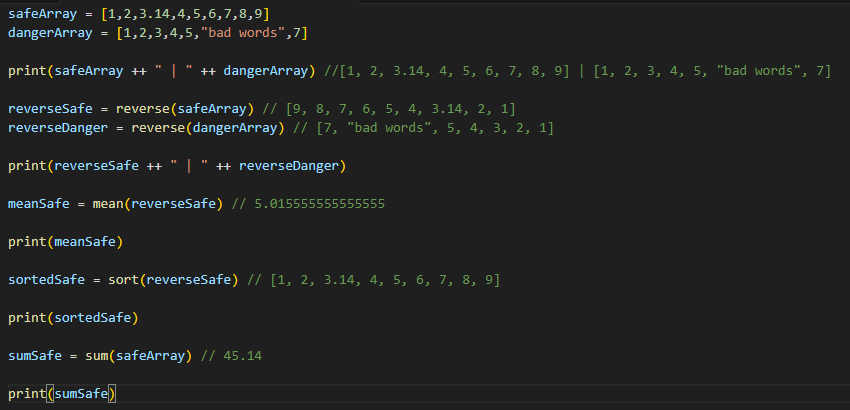 safeArray = [1,2,3.14,4,5,6,7,8,9]
dangerArray = [1,2,3,4,5,"bad words",7]
print(safeArray ++ " | " ++ dangerArray) //[1, 2, 3.14, 4, 5, 6, 7, 8, 9] | [1, 2, 3, 4, 5, "bad words", 7]
reverseSafe = reverse(safeArray) // [9, 8, 7, 6, 5, 4, 3.14, 2, 1]
reverseDanger = reverse(dangerArray) // [7, "bad words", 5, 4, 3, 2, 1]
print(reverseSafe ++ " | " ++ reverseDanger)
meanSafe = mean(reverseSafe) // 5.015555555555555
print(meanSafe)
sortedSafe = sort(reverseSafe) // [1, 2, 3.14, 4, 5, 6, 7, 8, 9]
print(sortedSafe)
sumSafe = sum(safeArray) // 45.14
print(sumSafe)